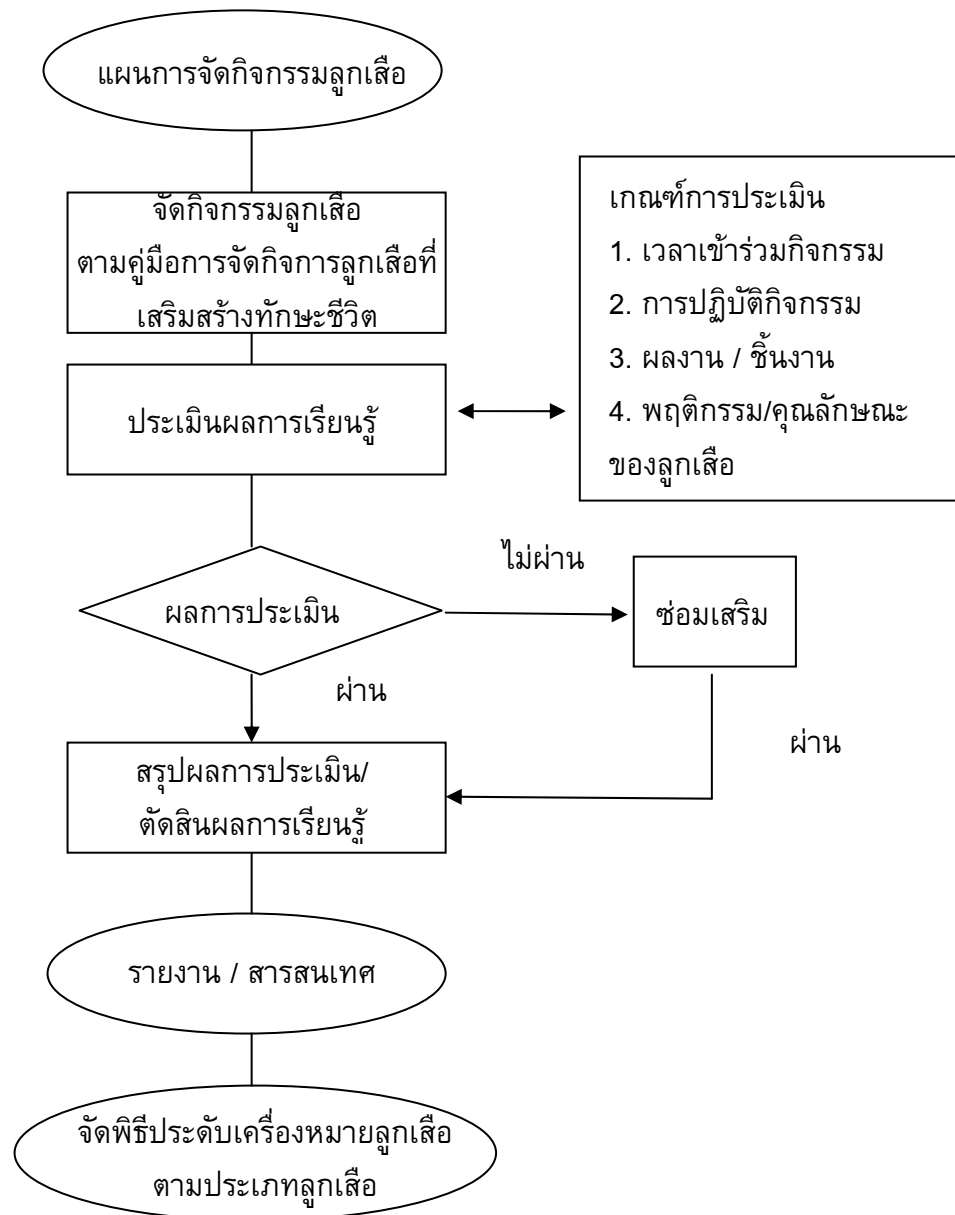 แผนการจัดกิจกรรมลูกเสือ
จัดกิจกรรมลูกเสือ
ตามคู่มือการจัดกิจการลูกเสือที่
เสริมสร้างทักษะชีวิต
เกณฑ์การประเมิน
1. เวลาเข้าร่วมกิจกรรม
2. การปฏิบัติกิจกรรม
3. ผลงาน / ชิ้นงาน
4. พฤติกรรม/คุณลักษณะ
ของลูกเสือ
ประเมินผลการเรียนรู้
ผลการประเมิน
ไม่ผ่าน
ซ่อมเสริม
ผ่าน
ผ่าน
สรุปผลการประเมิน/
ตัดสินผลการเรียนรู้
รายงาน / สารสนเทศ
จัดพิธีประดับเครื่องหมายลูกเสือ
ตามประเภทลูกเสือ